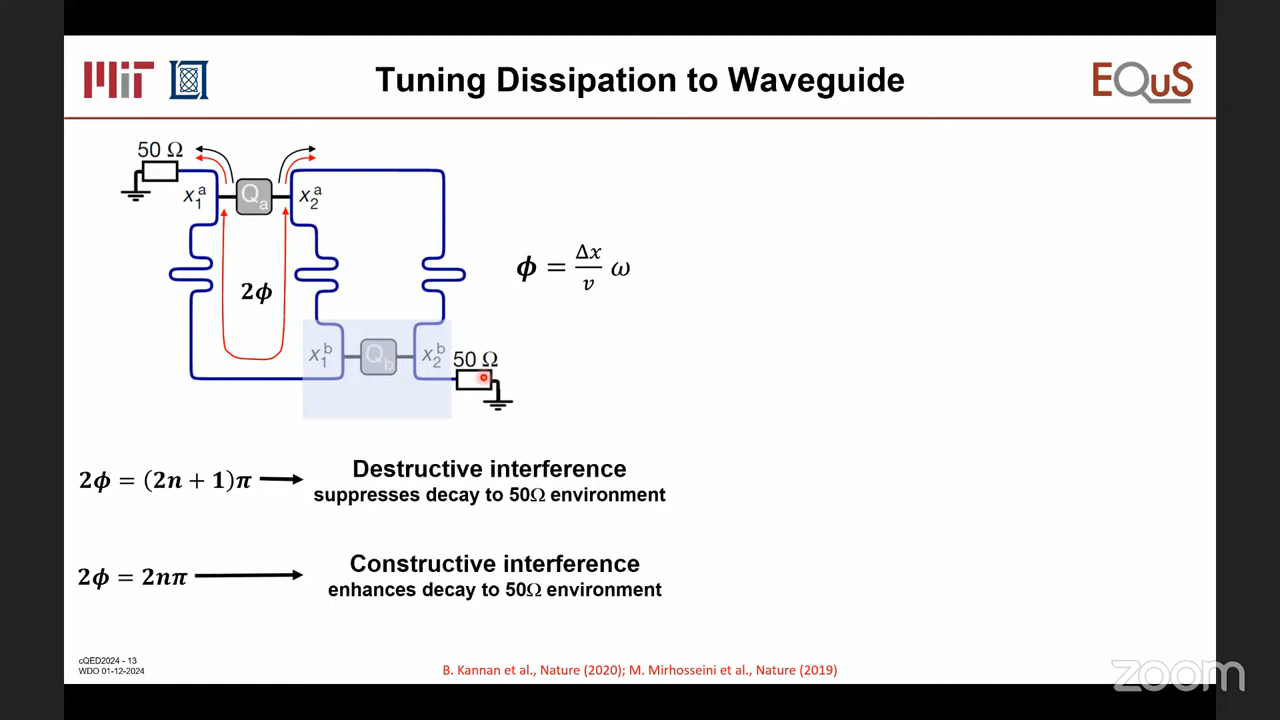 MIT
Tuning Dissipation to Waveguide
EQuS
50 Ω
x₁ᵃ
Qₐ
x₂ᵃ
ϕ = Δx/v ω
2ϕ
x₁ᵇ
Q_b
x₂ᵇ
50 Ω
2ϕ = (2n + 1)π
Destructive interference
suppresses decay to 50Ω environment
2ϕ = 2nπ
Constructive interference
enhances decay to 50Ω environment
cQED2024 - 13
WDO 01-12-2024
B. Kannan et al., Nature (2020); M. Mirhosseini et al., Nature (2019)
zoom